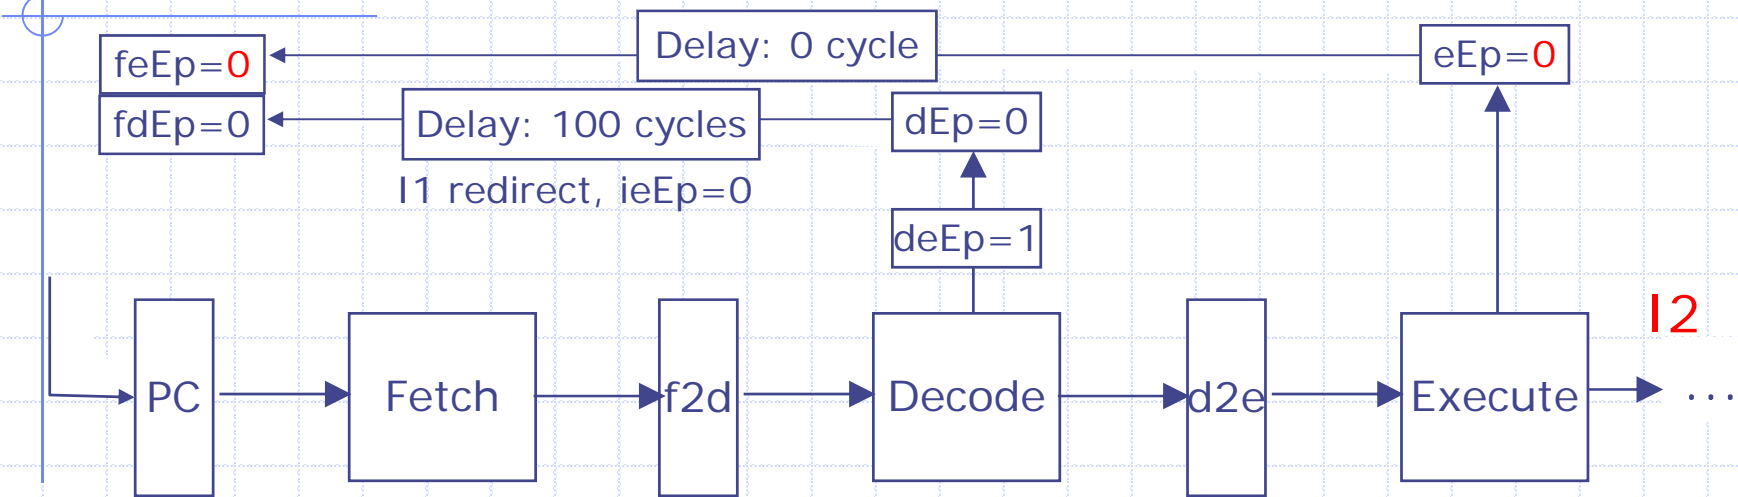 Delay: 0 cycle
feEp=0
eEp=0
fdEp=0
Delay: 100 cycles
dEp=0
I1 redirect, ieEp=0
deEp=1
I2
PC
Fetch
f2d
Decode
d2e
Execute
...